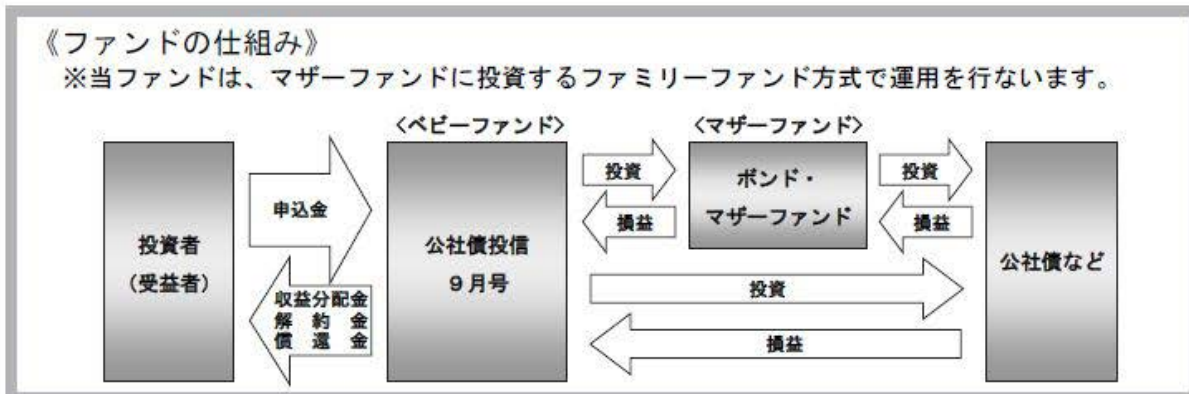 《ファンドの仕組み》
※当ファンドは、マザーファンドに投資するファミリーファンド方式で運用を行ないます。
〈ベビーファンド〉
〈マザーファンド〉
投資者
(受益者)
申込金
収益分配金
解約金
償還金
公社債投信
9月号
投資
損益
ボンド・
マザーファンド
投資
損益
投資
損益
公社債など